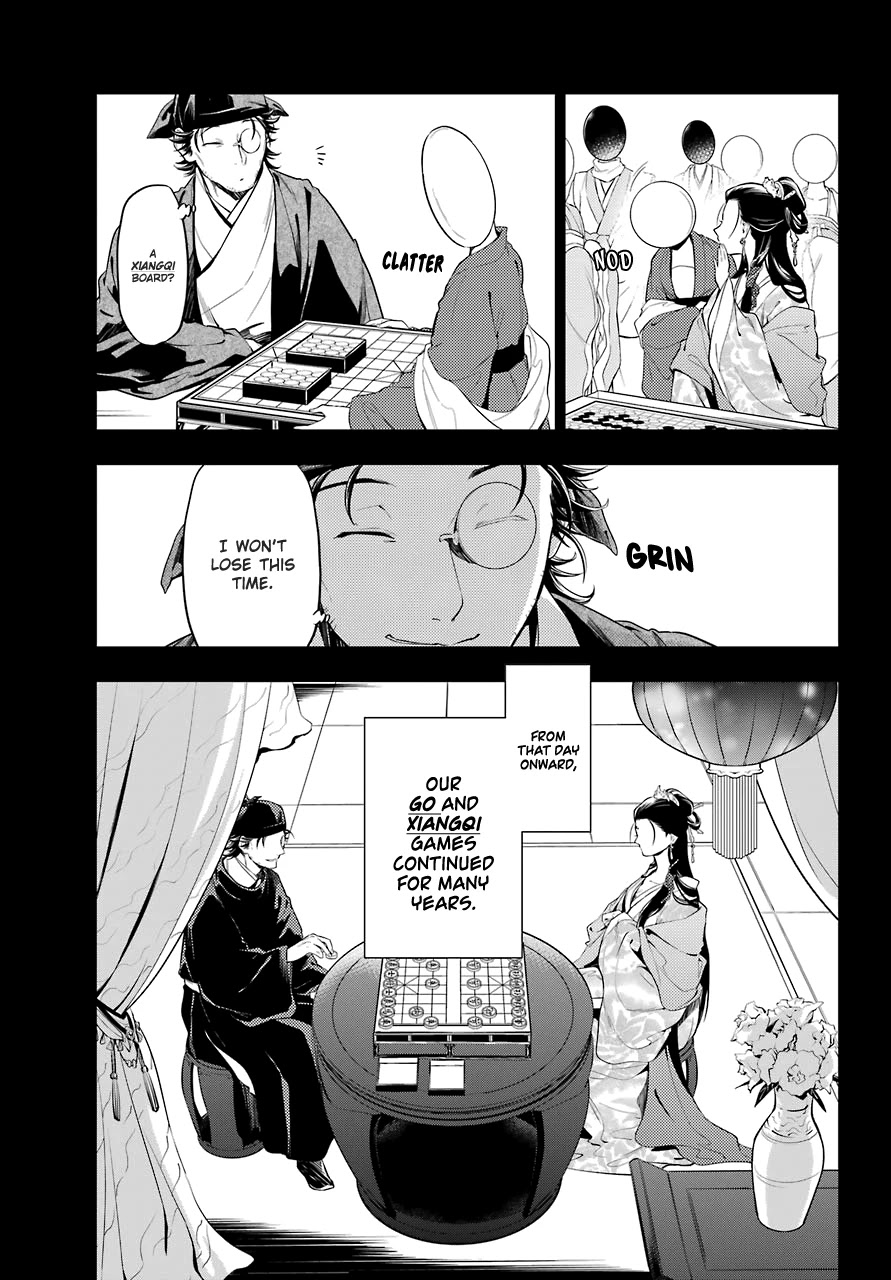 NOD
CLATTER
A
XIANGQI
BOARD?
GRIN
I WON'T
LOSE THIS
TIME.
FROM
THAT DAY
ONWARD,
OUR
GO AND
XIANGQI
GAMES
CONTINUED
FOR MANY
YEARS.